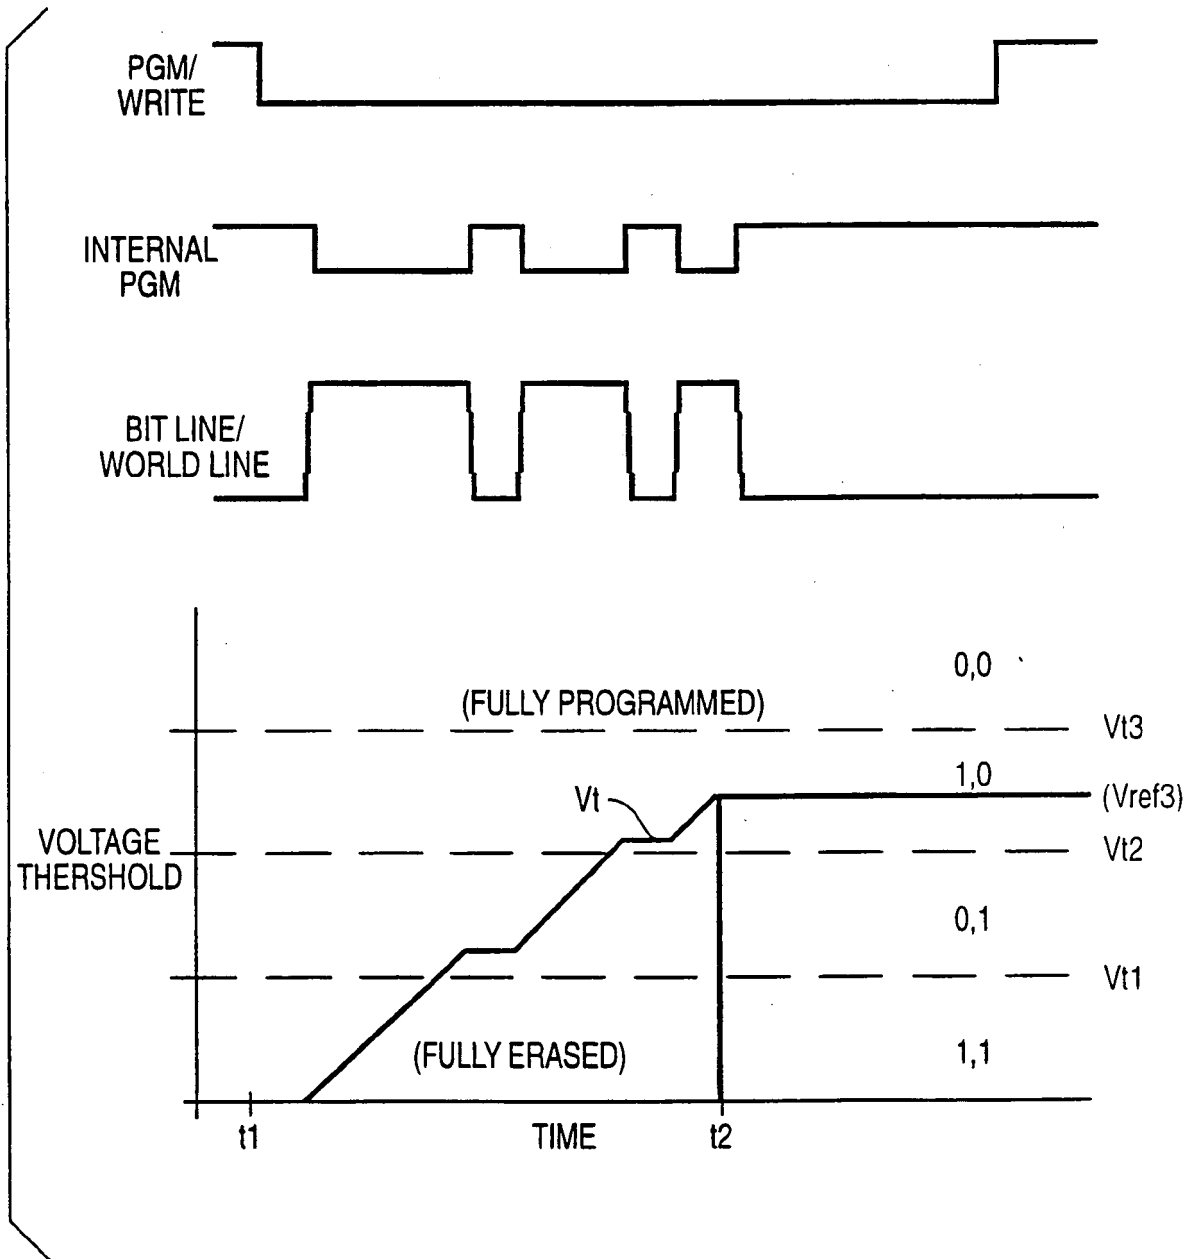 PGM/
WRITE
INTERNAL
PGM
BIT LINE/
WORLD LINE
0,0
(FULLY PROGRAMMED)
Vt3
1,0
Vt
(Vref3)
VOLTAGE
THERSHOLD
Vt2
0,1
Vt1
(FULLY ERASED)
1,1
t1
TIME
t2